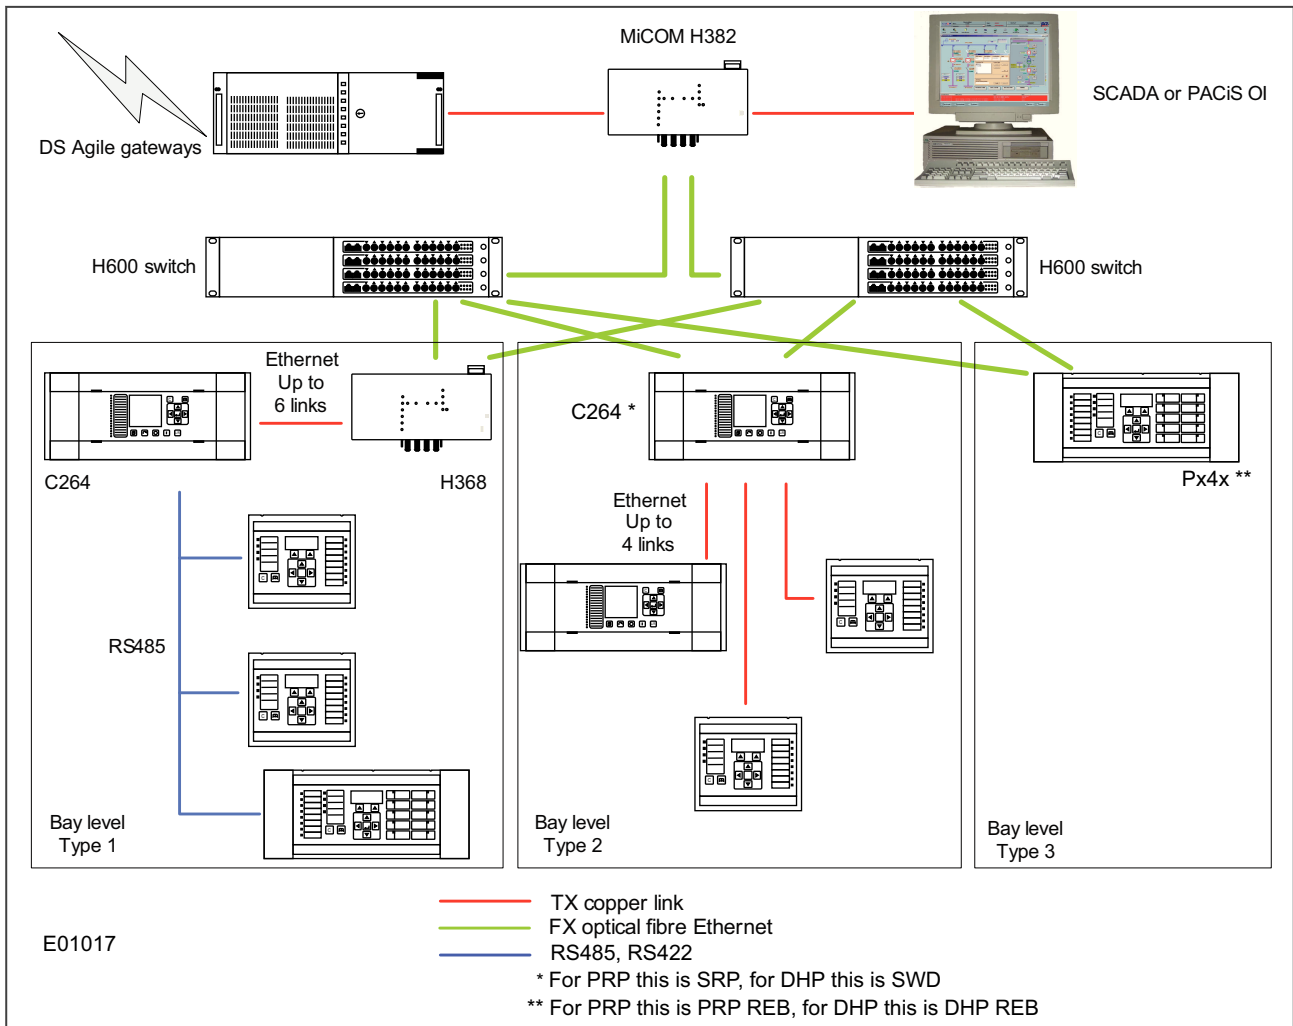 MiCOM H382
SCADA or PACiS OI
DS Agile gateways
H600 switch
H600 switch
Ethernet
Up to
6 links
C264
H368
C264 *
Px4x **
Ethernet
Up to
4 links
RS485
Bay level
Type 1
Bay level
Type 2
Bay level
Type 3
TX copper link
FX optical fibre Ethernet
RS485, RS422
E01017
* For PRP this is SRP, for DHP this is SWD
** For PRP this is PRP REB, for DHP this is DHP REB